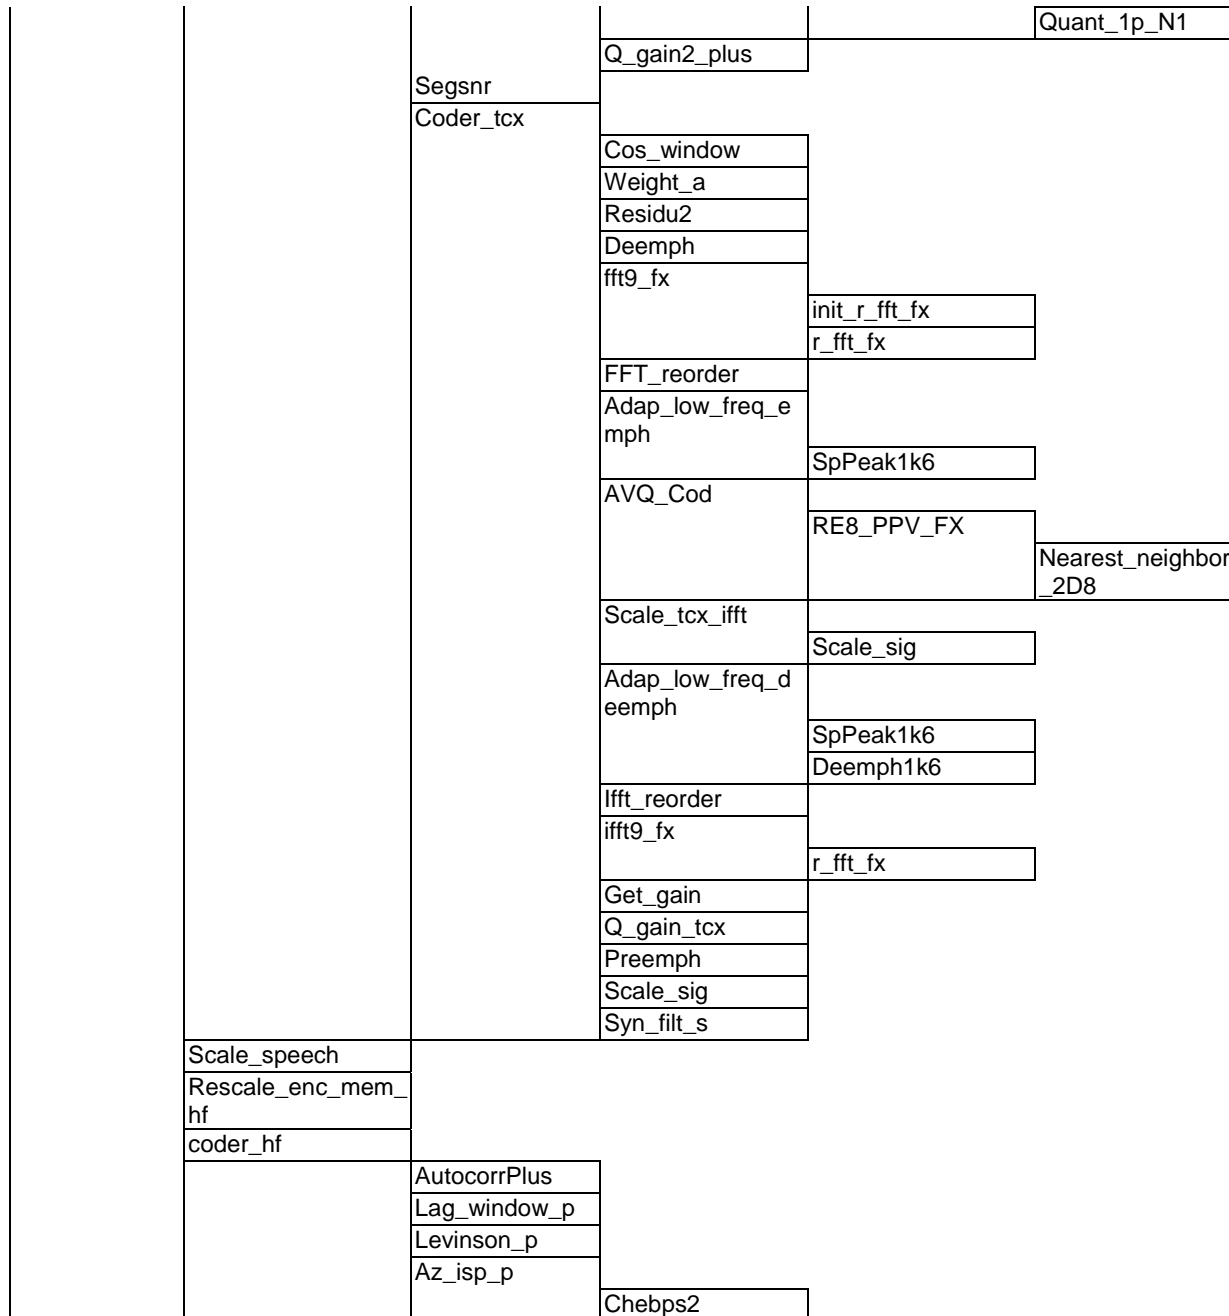 Quant_1p_N1
Q_gain2_plus
Segsnr
Coder_tcx
Cos_window
Weight_a
Residu2
Deemph
fft9_fx
init_r_fft_fx
r_fft_fx
FFT_reorder
Adap_low_freq_e
mph
SpPeak1k6
AVQ_Cod
RE8_PPV_FX
Nearest_neighbor
_2D8
Scale_tcx_ifft
Scale_sig
Adap_low_freq_d
eemph
SpPeak1k6
Deemph1k6
Ifft_reorder
ifft9_fx
r_fft_fx
Get_gain
Q_gain_tcx
Preemph
Scale_sig
Syn_filt_s
Scale_speech
Rescale_enc_mem_
hf
coder_hf
AutocorrPlus
Lag_window_p
Levinson_p
Az_isp_p
Chebps2